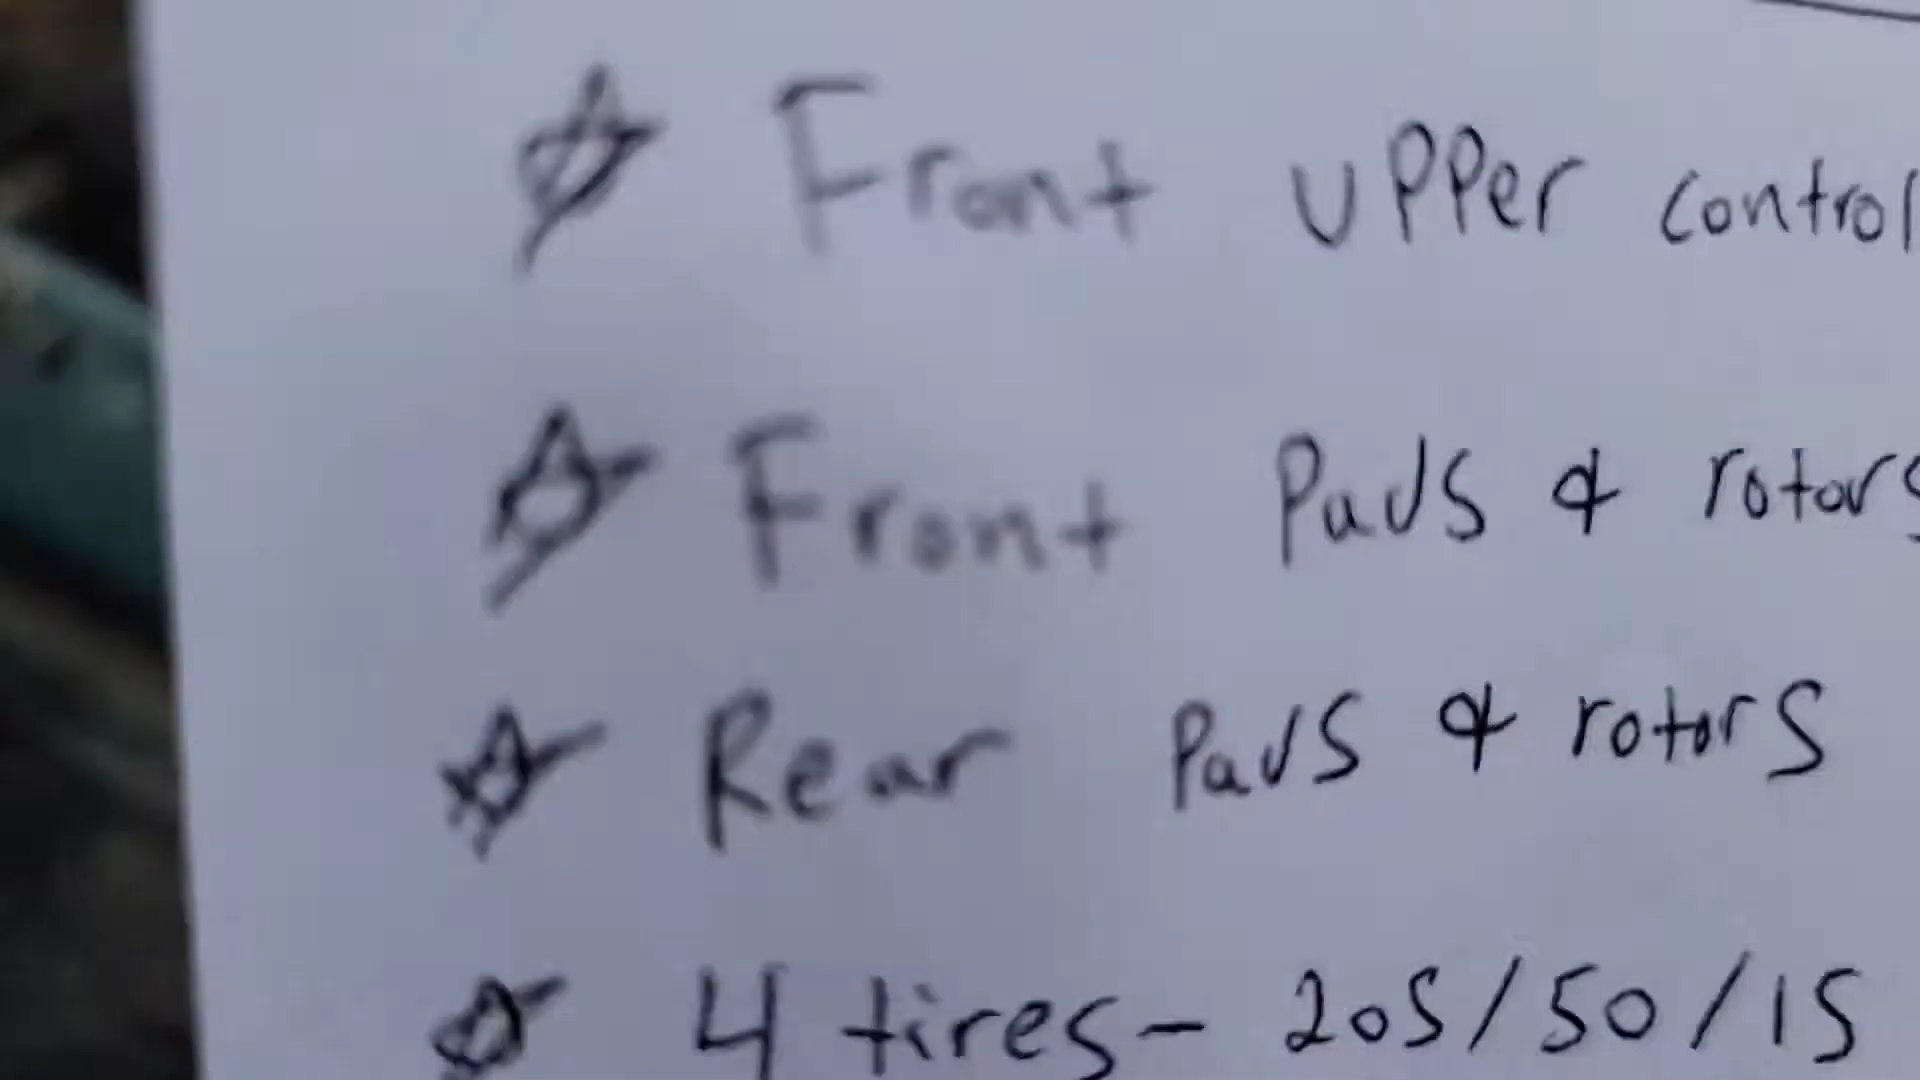 Front upper control
Front Pads & rotors
Rear Pads & rotors
4 tires- 205/50/15